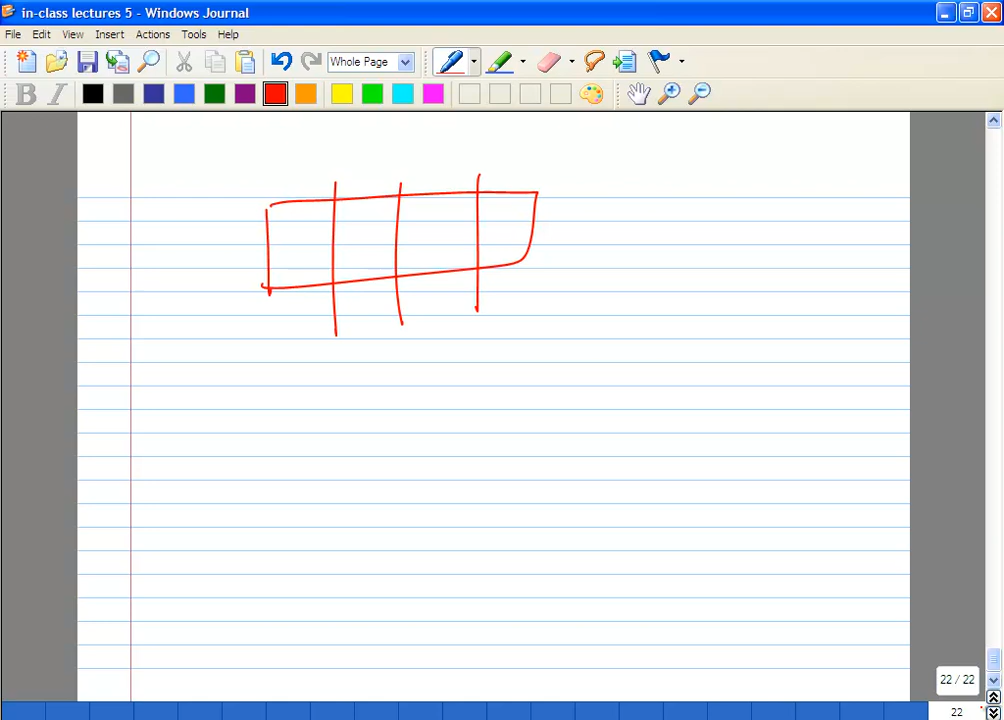 in-class lectures 5 - Windows Journal
File Edit View Insert Actions Tools Help
Whole Page
B I
22 / 22
22